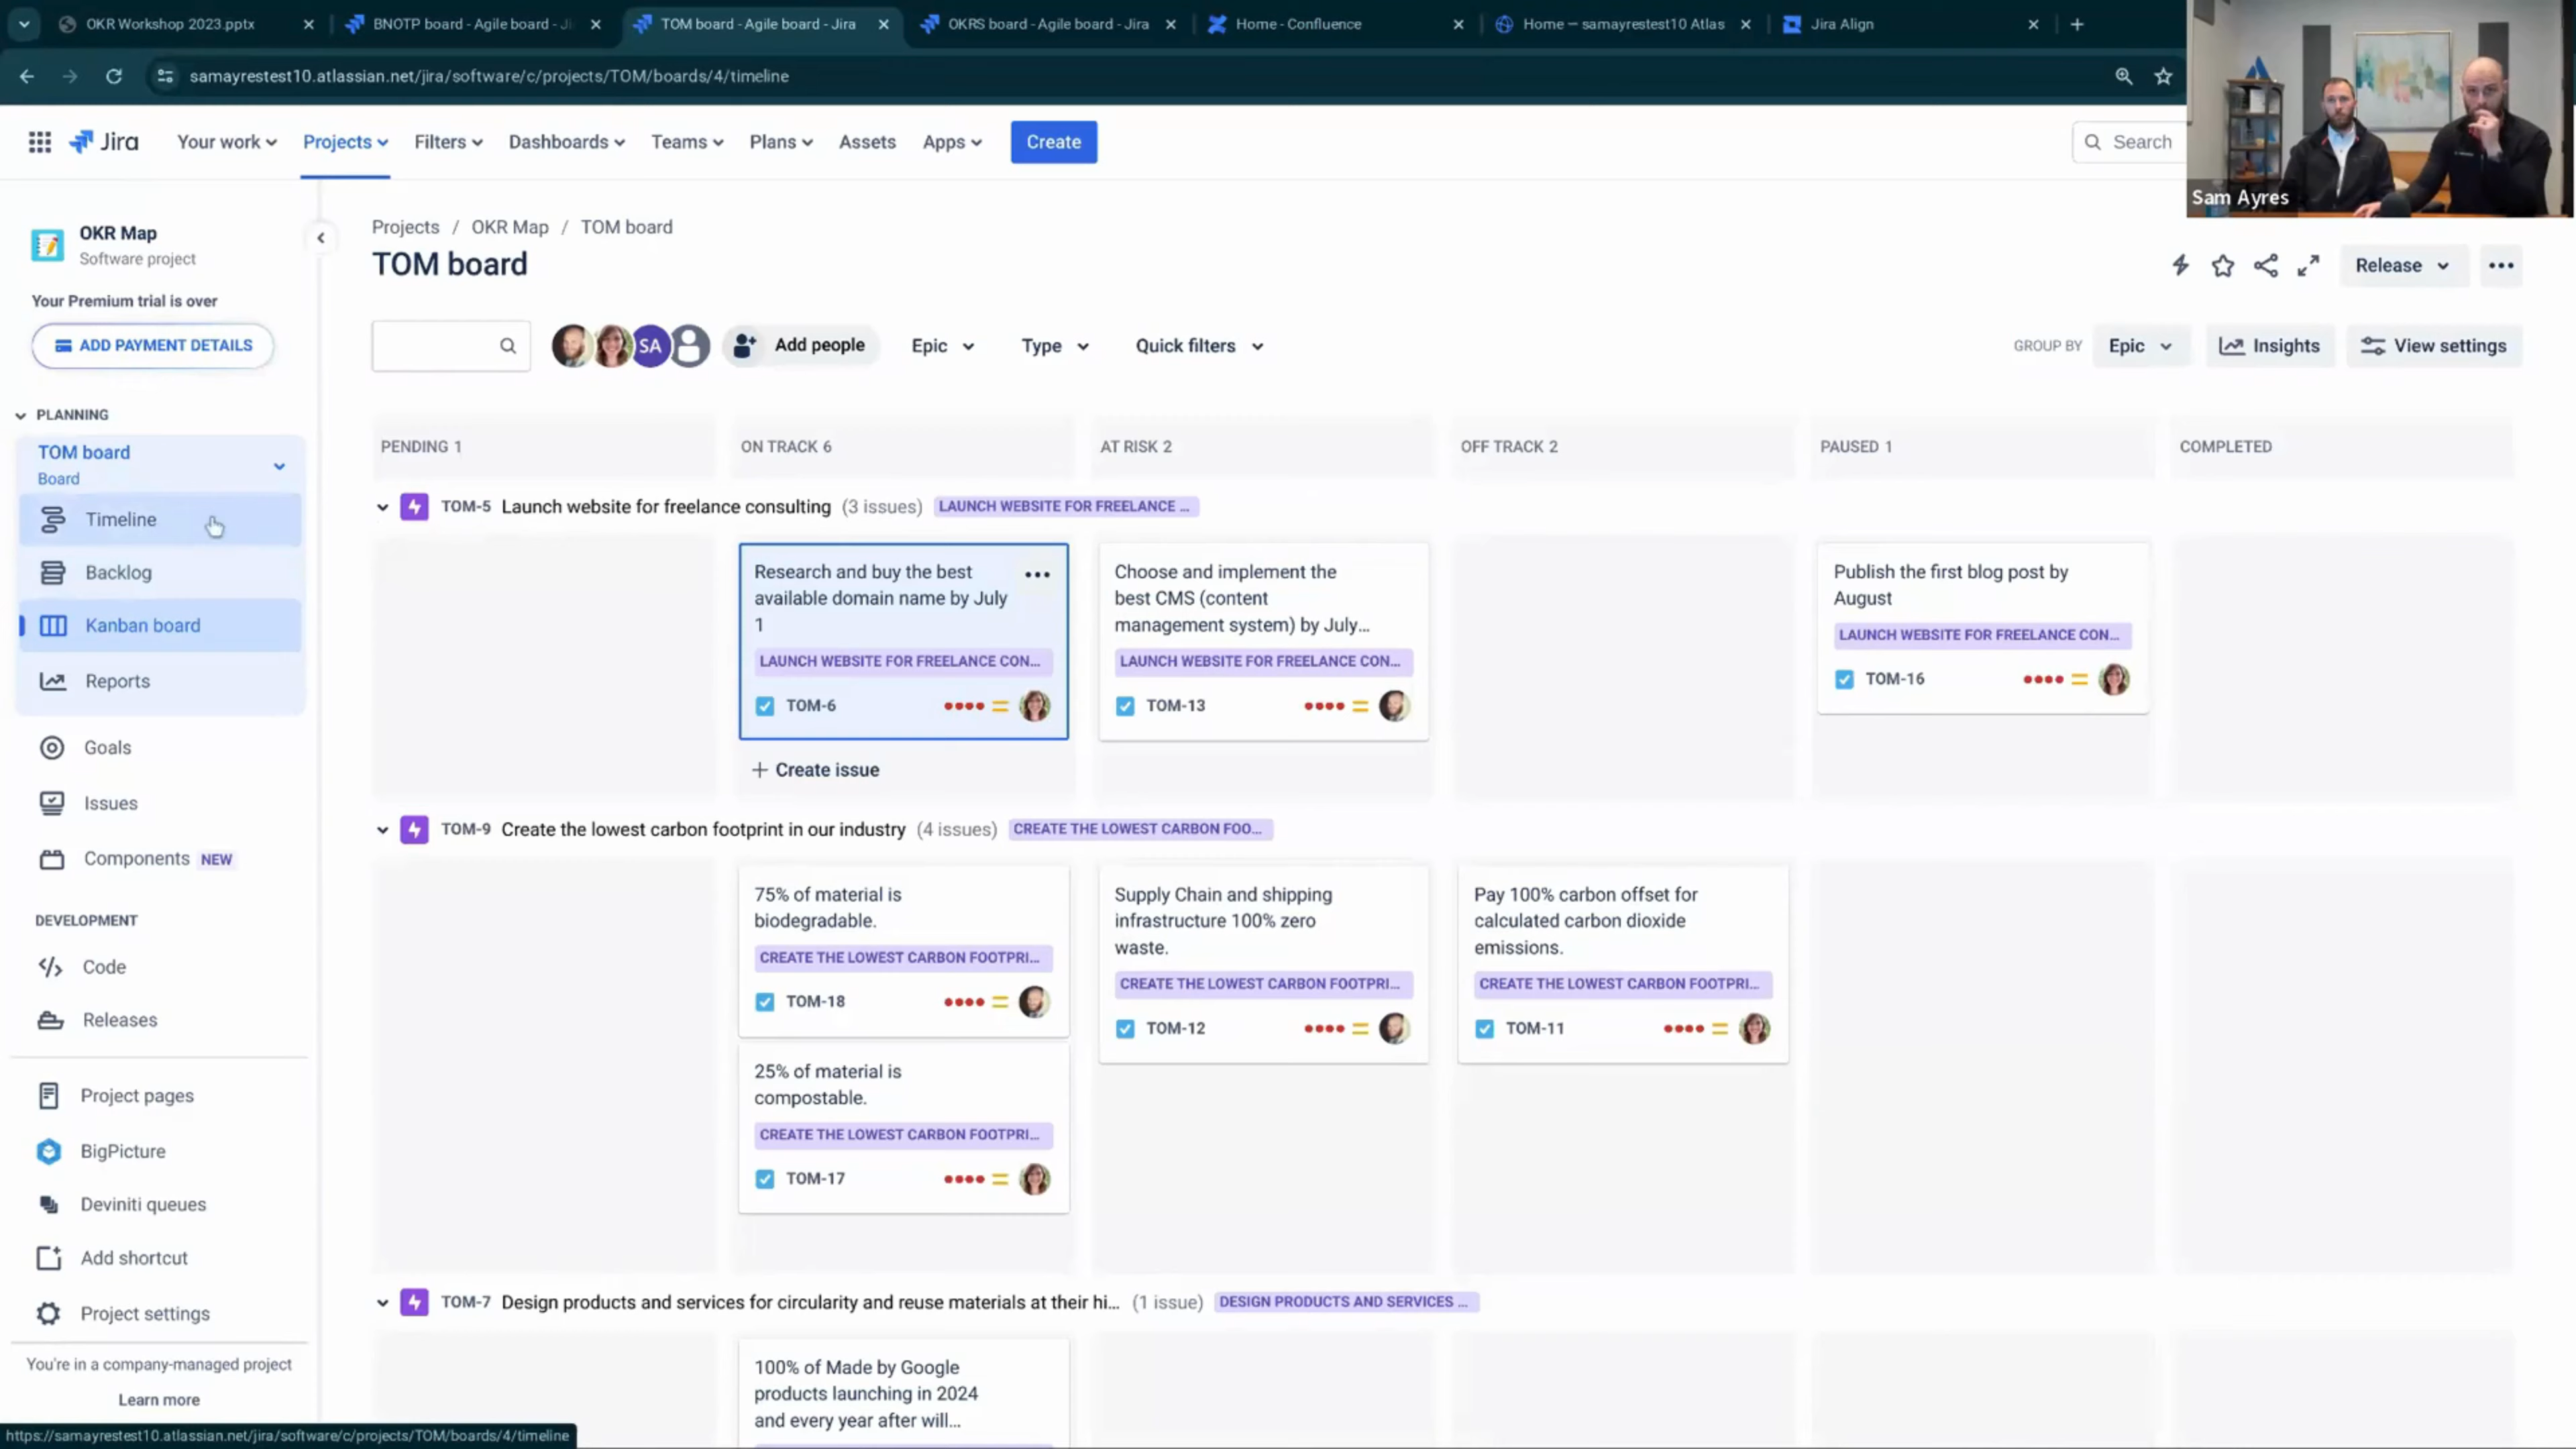 OKR Workshop 2023.pptx
BNOTP board - Agile board - Ji
TOM board - Agile board - Jira
OKRS board - Agile board - Jira
Home - Confluence
Home — samayrestest10 Atlas
Jira Align
samayrestest10.atlassian.net/jira/software/c/projects/TOM/boards/4/timeline
Jira
Your work
Projects
Filters
Dashboards
Teams
Plans
Assets
Apps
Create
Search
Sam Ayres
OKR Map
Software project
Your Premium trial is over
ADD PAYMENT DETAILS
PLANNING
TOM board
Board
Timeline
Backlog
Kanban board
Reports
Goals
Issues
Components NEW
DEVELOPMENT
Code
Releases
Project pages
BigPicture
Deviniti queues
Add shortcut
Project settings
You're in a company-managed project
Learn more
https://samayrestest10.atlassian.net/jira/software/c/projects/TOM/boards/4/timeline
Projects / OKR Map / TOM board
TOM board
Release
SA
Add people
Epic
Type
Quick filters
GROUP BY
Epic
Insights
View settings
PENDING 1
ON TRACK 6
AT RISK 2
OFF TRACK 2
PAUSED 1
COMPLETED
TOM-5 Launch website for freelance consulting (3 issues) LAUNCH WEBSITE FOR FREELANCE ...
Research and buy the best
available domain name by July
1
LAUNCH WEBSITE FOR FREELANCE CON...
TOM-6
Create issue
Choose and implement the
best CMS (content
management system) by July...
LAUNCH WEBSITE FOR FREELANCE CON...
TOM-13
Publish the first blog post by
August
LAUNCH WEBSITE FOR FREELANCE CON...
TOM-16
TOM-9 Create the lowest carbon footprint in our industry (4 issues) CREATE THE LOWEST CARBON FOO...
75% of material is
biodegradable.
CREATE THE LOWEST CARBON FOOTPRI...
TOM-18
25% of material is
compostable.
CREATE THE LOWEST CARBON FOOTPRI...
TOM-17
Supply Chain and shipping
infrastructure 100% zero
waste.
CREATE THE LOWEST CARBON FOOTPRI...
TOM-12
Pay 100% carbon offset for
calculated carbon dioxide
emissions.
CREATE THE LOWEST CARBON FOOTPRI...
TOM-11
TOM-7 Design products and services for circularity and reuse materials at their hi... (1 issue) DESIGN PRODUCTS AND SERVICES ...
100% of Made by Google
products launching in 2024
and every year after will...